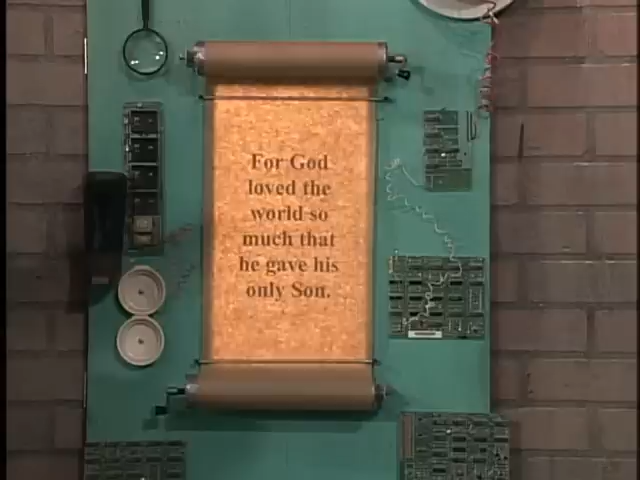 For God
loved the
world so
much that
he gave his
only Son.